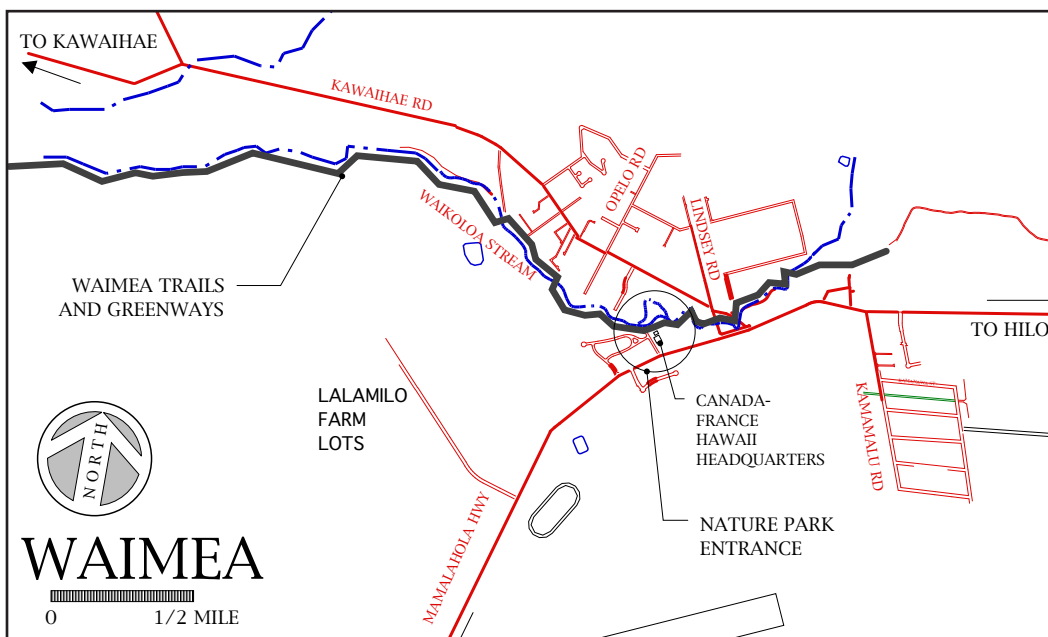 TO KAWAIHAE
KAWAIHAE RD
OPELO RD
LINDSEY RD
WAIKOLOA STREAM
WAIMEA TRAILS
AND GREENWAYS
TO HILO
LALAMILO
FARM
LOTS
CANADA-
FRANCE
HAWAII
HEADQUARTERS
KAMAMALU RD
NORTH
MAMALAHOLA HWY
NATURE PARK
ENTRANCE
WAIMEA
0 1/2 MILE